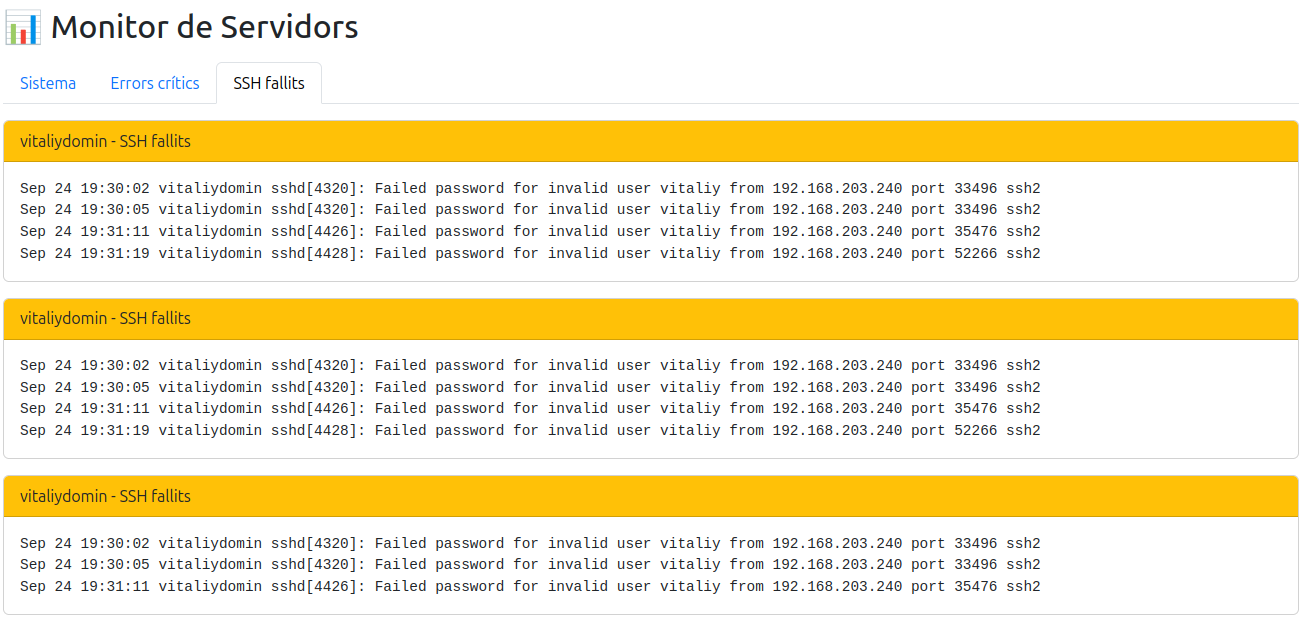 Monitor de Servidors
Sistema
Errors crítics
SSH fallits
vitaliydomin - SSH fallits
Sep 24 19:30:02 vitaliydomin sshd[4320]: Failed password for invalid user vitaliy from 192.168.203.240 port 33496 ssh2
Sep 24 19:30:05 vitaliydomin sshd[4320]: Failed password for invalid user vitaliy from 192.168.203.240 port 33496 ssh2
Sep 24 19:31:11 vitaliydomin sshd[4426]: Failed password for invalid user vitaliy from 192.168.203.240 port 35476 ssh2
Sep 24 19:31:19 vitaliydomin sshd[4428]: Failed password for invalid user vitaliy from 192.168.203.240 port 52266 ssh2
vitaliydomin - SSH fallits
Sep 24 19:30:02 vitaliydomin sshd[4320]: Failed password for invalid user vitaliy from 192.168.203.240 port 33496 ssh2
Sep 24 19:30:05 vitaliydomin sshd[4320]: Failed password for invalid user vitaliy from 192.168.203.240 port 33496 ssh2
Sep 24 19:31:11 vitaliydomin sshd[4426]: Failed password for invalid user vitaliy from 192.168.203.240 port 35476 ssh2
Sep 24 19:31:19 vitaliydomin sshd[4428]: Failed password for invalid user vitaliy from 192.168.203.240 port 52266 ssh2
vitaliydomin - SSH fallits
Sep 24 19:30:02 vitaliydomin sshd[4320]: Failed password for invalid user vitaliy from 192.168.203.240 port 33496 ssh2
Sep 24 19:30:05 vitaliydomin sshd[4320]: Failed password for invalid user vitaliy from 192.168.203.240 port 33496 ssh2
Sep 24 19:31:11 vitaliydomin sshd[4426]: Failed password for invalid user vitaliy from 192.168.203.240 port 35476 ssh2